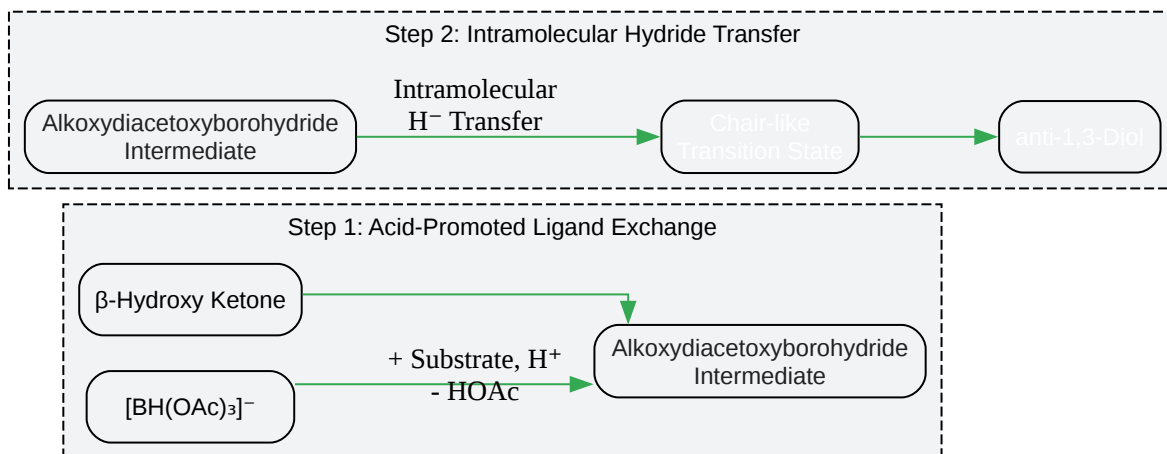 Step 2: Intramolecular Hydride Transfer
Intramolecular
H⁻ Transfer
Alkoxydiacetoxyborohydride
Intermediate
Chair-like
Transition State
anti-1,3-Diol
Step 1: Acid-Promoted Ligand Exchange
β-Hydroxy Ketone
Alkoxydiacetoxyborohydride
Intermediate
+ Substrate, H⁺
- HOAc
[BH(OAc)₃]⁻